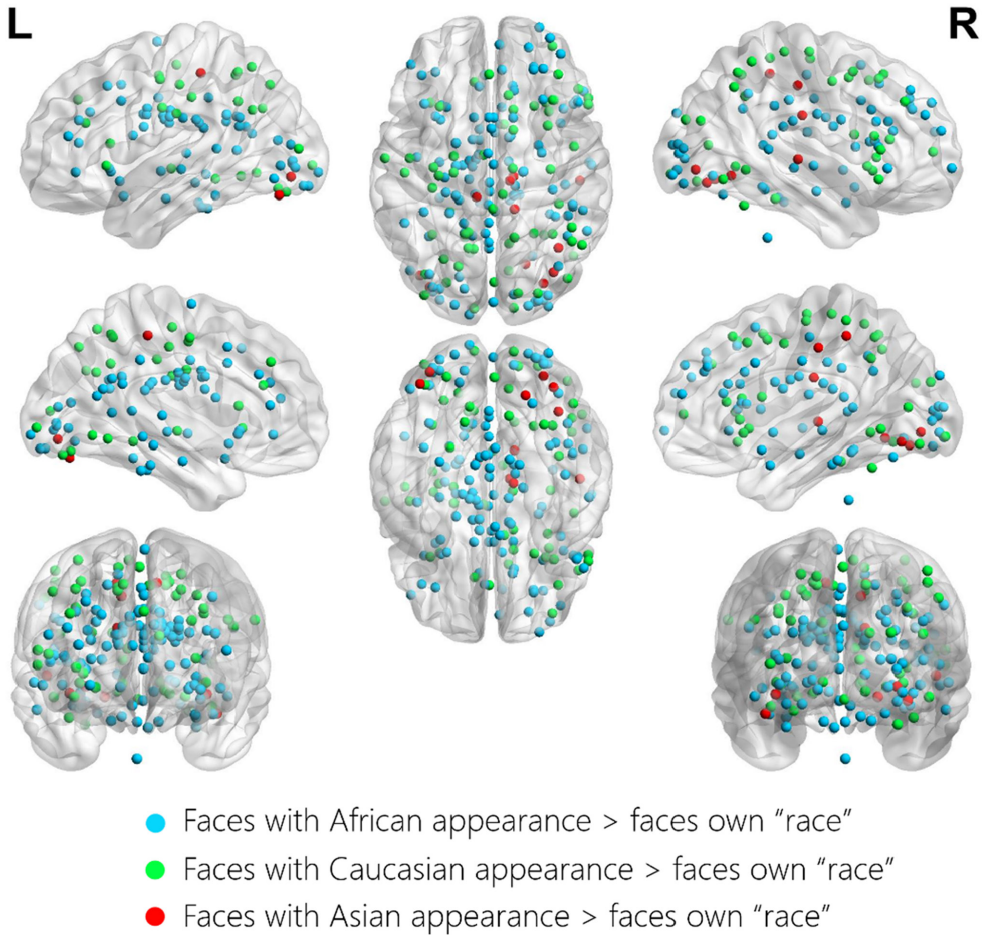 L
R
Faces with African appearance > faces own “race”
Faces with Caucasian appearance > faces own “race”
Faces with Asian appearance > faces own “race”